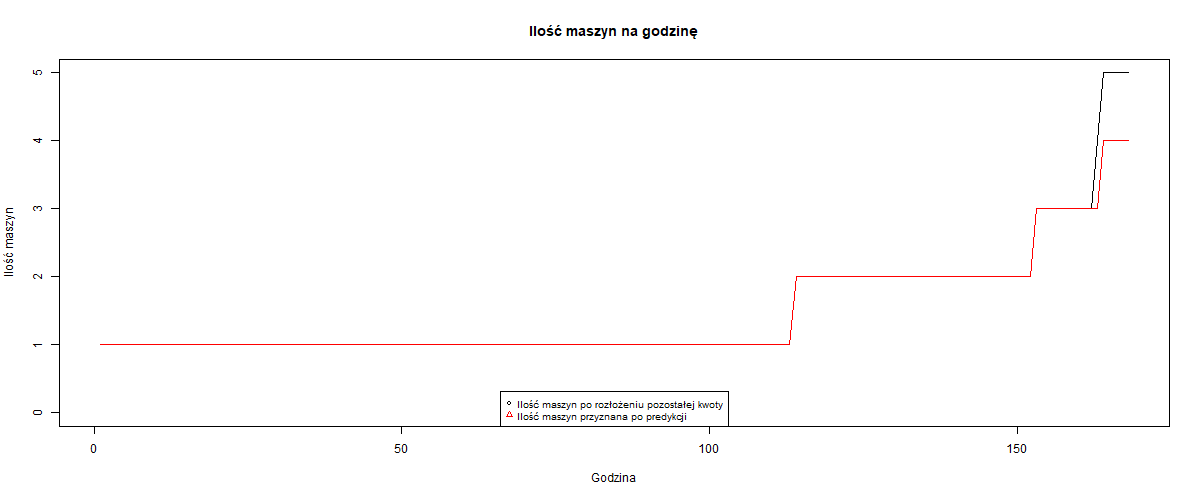 Ilość maszyn na godzinę
5
4
3
2
1
0
Ilość maszyn
Ilość maszyn po rozłożeniu pozostałej kwoty
Ilość maszyn przyznana po predykcji
0 50 100 150
Godzina